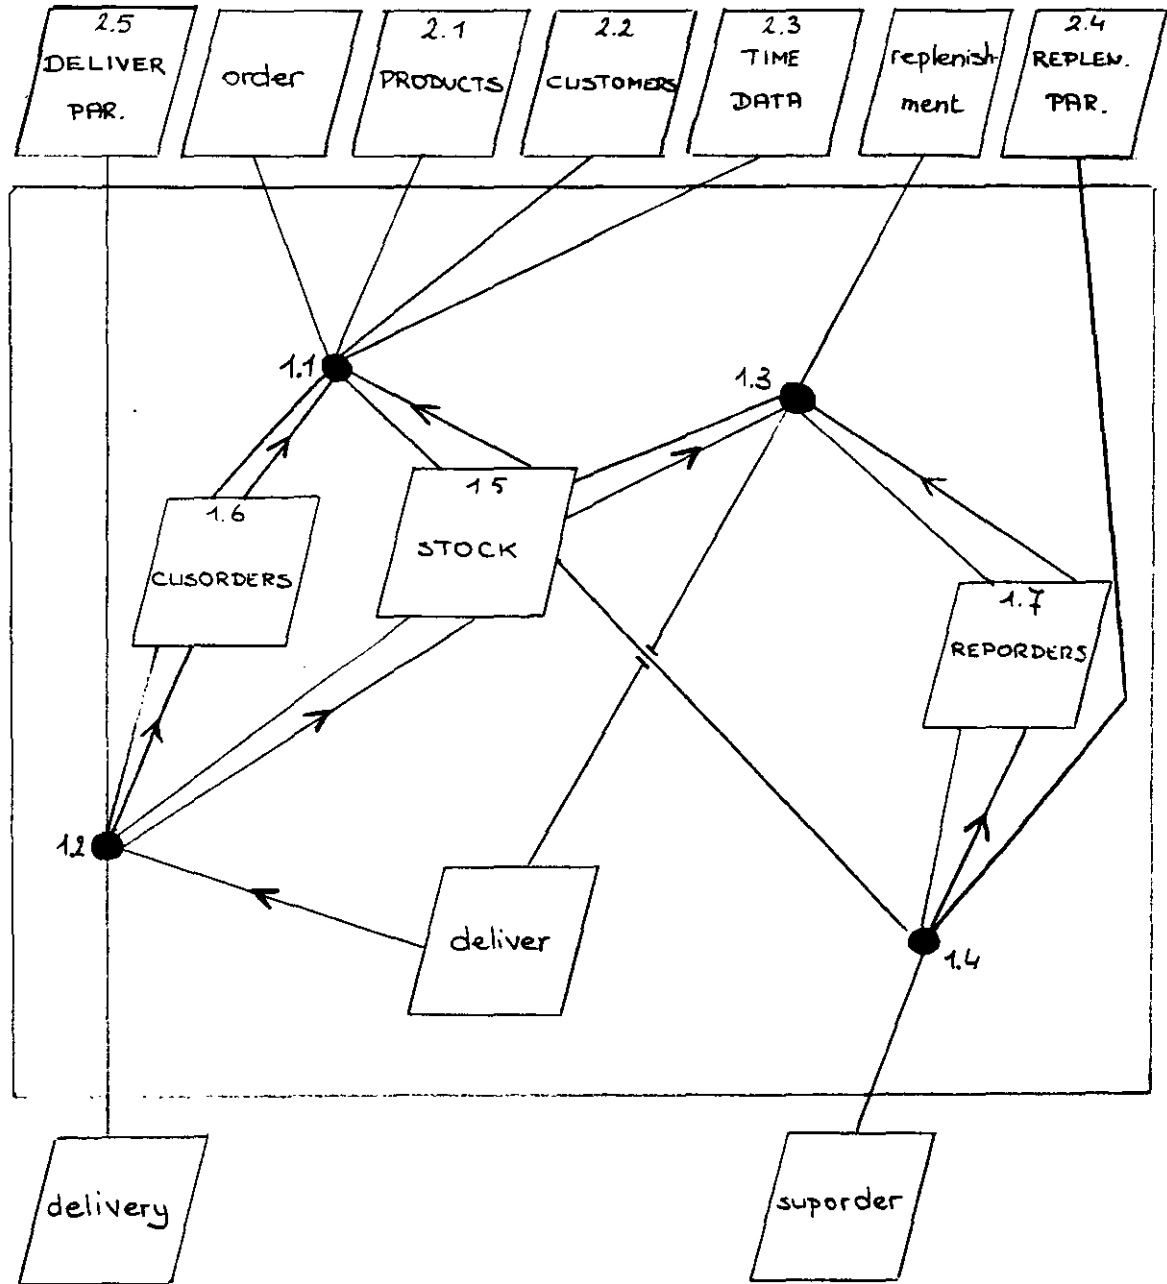 2.5
DELIVER
PAR.
order
2.1
PRODUCTS
2.2
CUSTOMERS
2.3
TIME
DATA
replenish-
ment
2.4
REPLEN.
PAR.
1.1
1.3
1.6
CUSORDERS
1.5
STOCK
1.7
REPORDERS
1.2
deliver
1.4
delivery
suporder